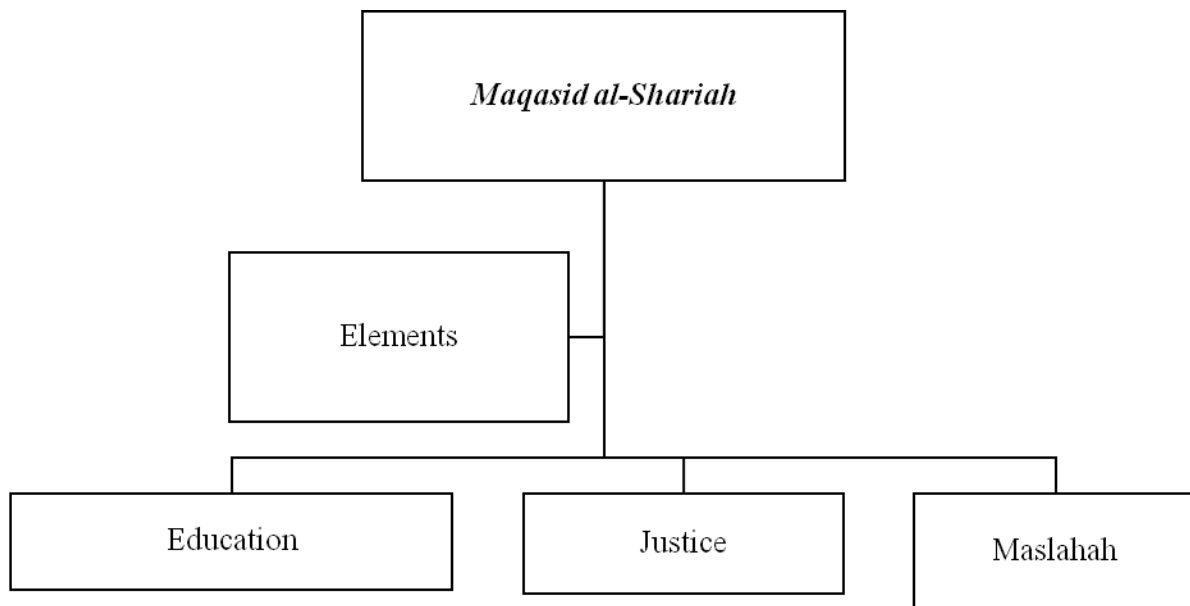 Maqasid al-Shariah
Elements
Education
Justice
Maslahah